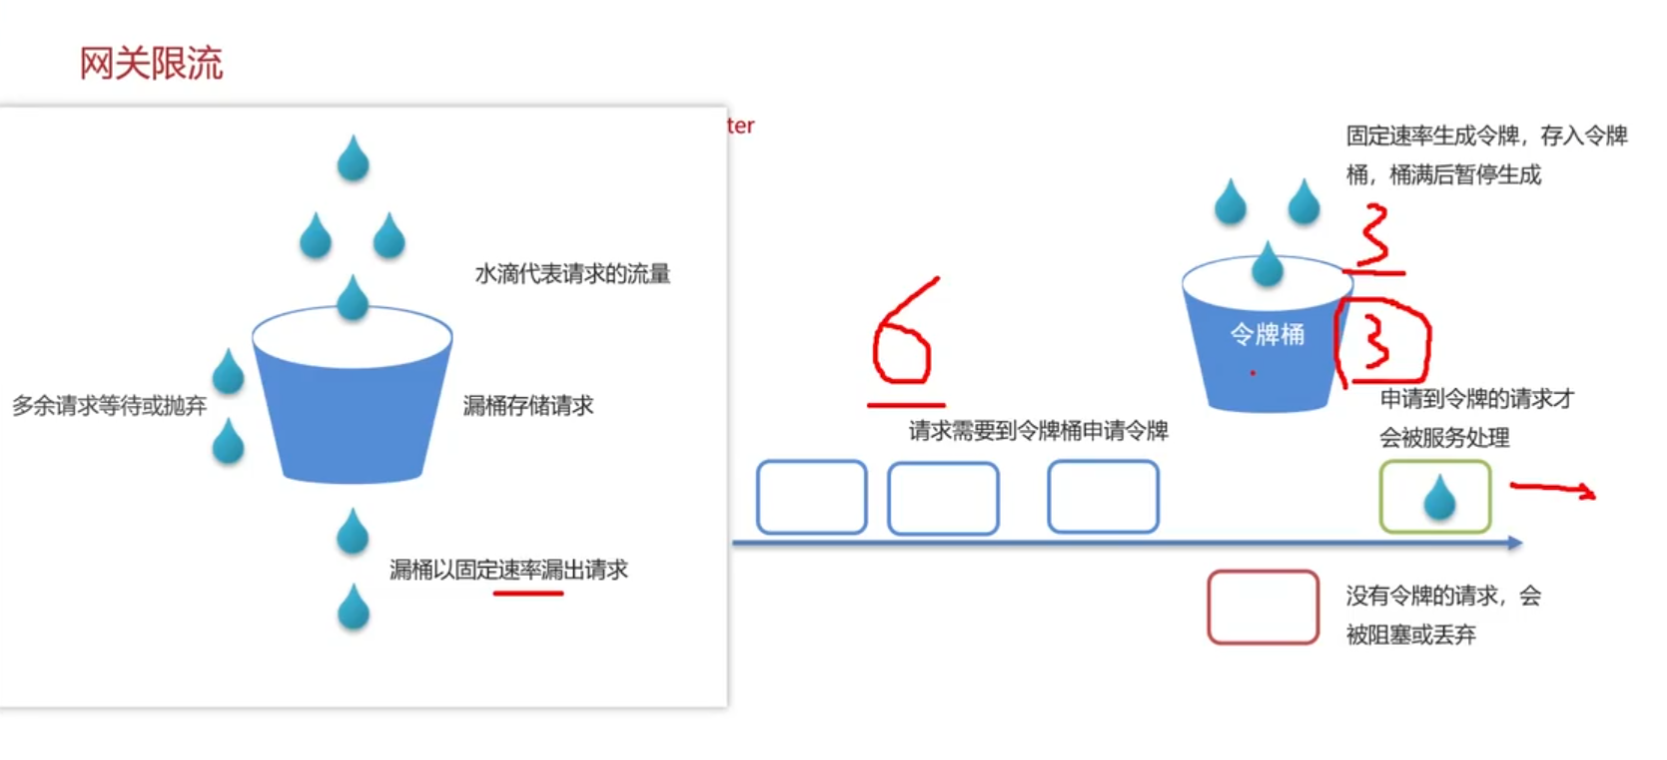 网关限流
ter
水滴代表请求的流量
多余请求等待或抛弃
漏桶存储请求
漏桶以固定速率漏出请求
固定速率生成令牌，存入令牌
桶，桶满后暂停生成
3
令牌桶
3
6
请求需要到令牌桶申请令牌
申请到令牌的请求才
会被服务处理
没有令牌的请求，会
被阻塞或丢弃